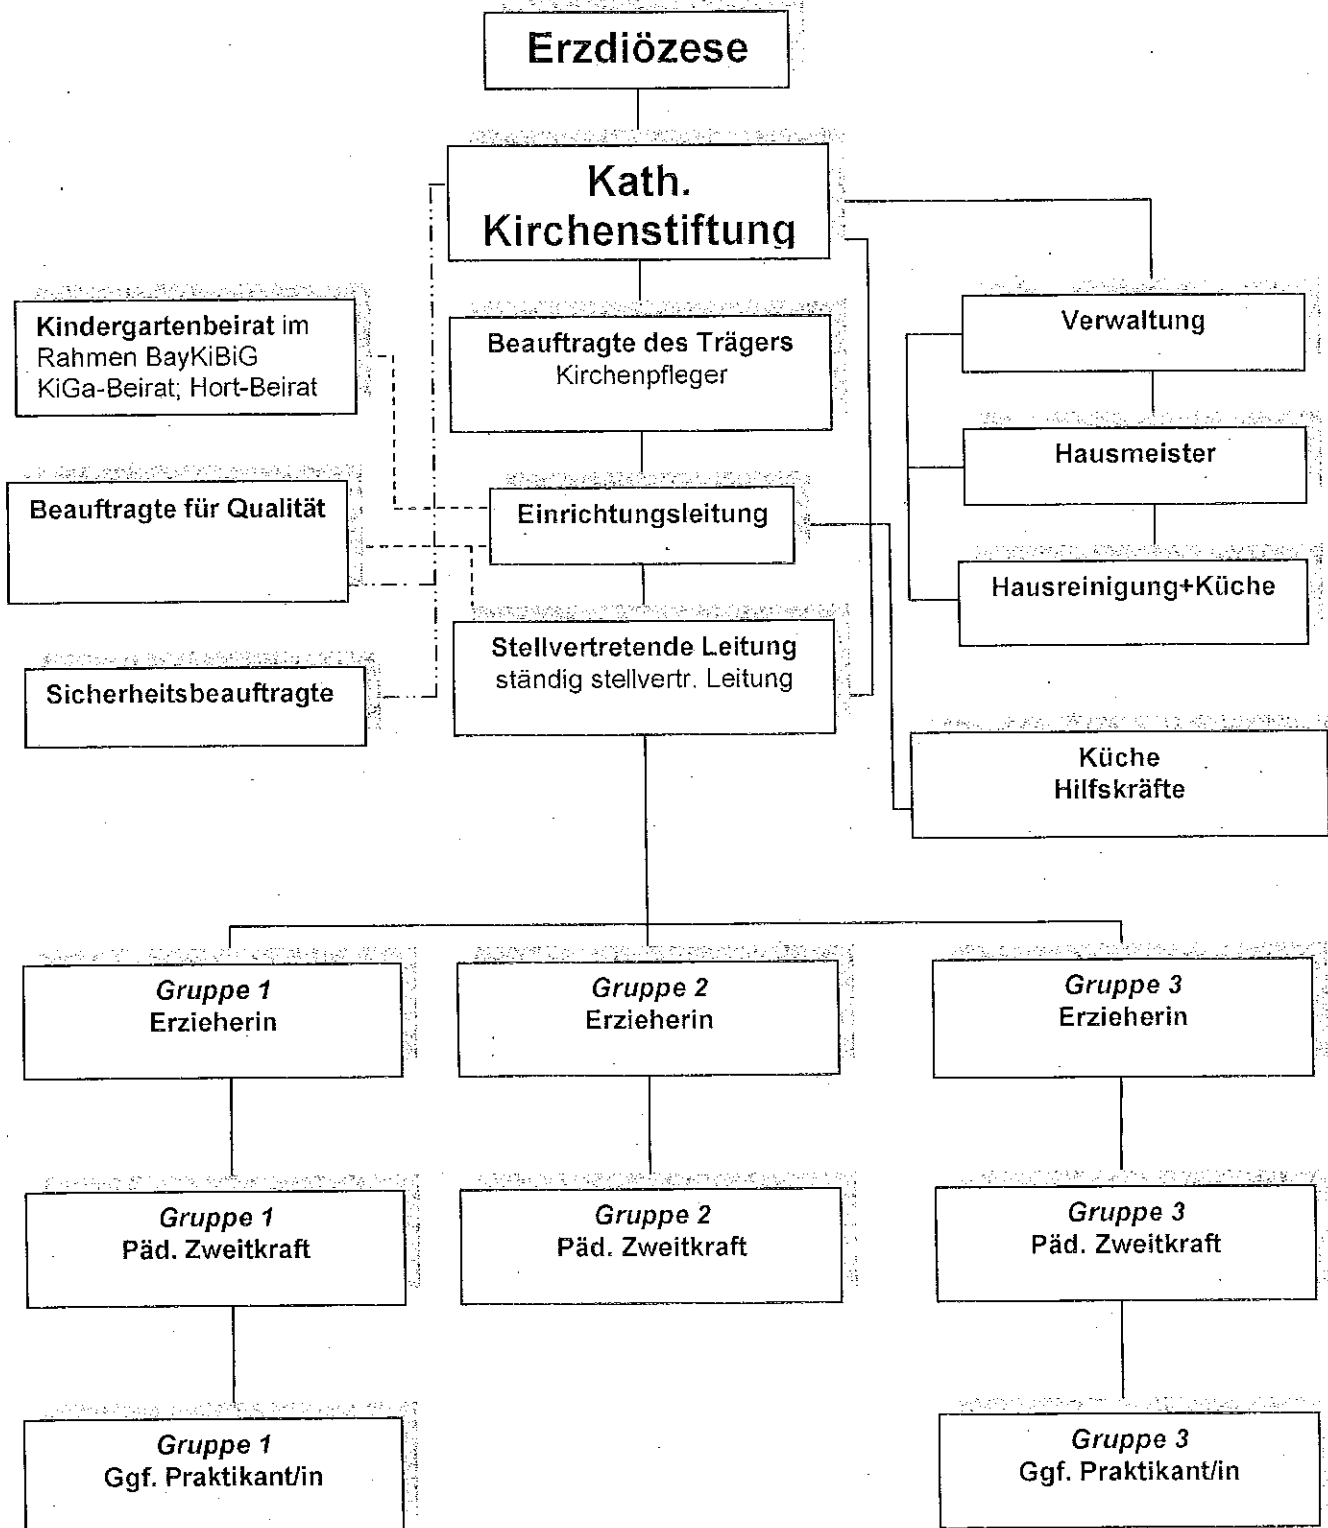 Erzdiözese
Kath.
Kirchenstiftung
Kindergartenbeirat im
Rahmen BayKiBiG
KiGa-Beirat; Hort-Beirat
Beauftragte des Trägers
Kirchenpfleger
Verwaltung
Hausmeister
Beauftragte für Qualität
Einrichtungsleitung
Hausreinigung+Küche
Stellvertretende Leitung
ständig stellvertr. Leitung
Sicherheitsbeauftragte
Küche
Hilfskräfte
Gruppe 1
Erzieherin
Gruppe 2
Erzieherin
Gruppe 3
Erzieherin
Gruppe 1
Päd. Zweitkraft
Gruppe 2
Päd. Zweitkraft
Gruppe 3
Päd. Zweitkraft
Gruppe 1
Ggf. Praktikant/in
Gruppe 3
Ggf. Praktikant/in